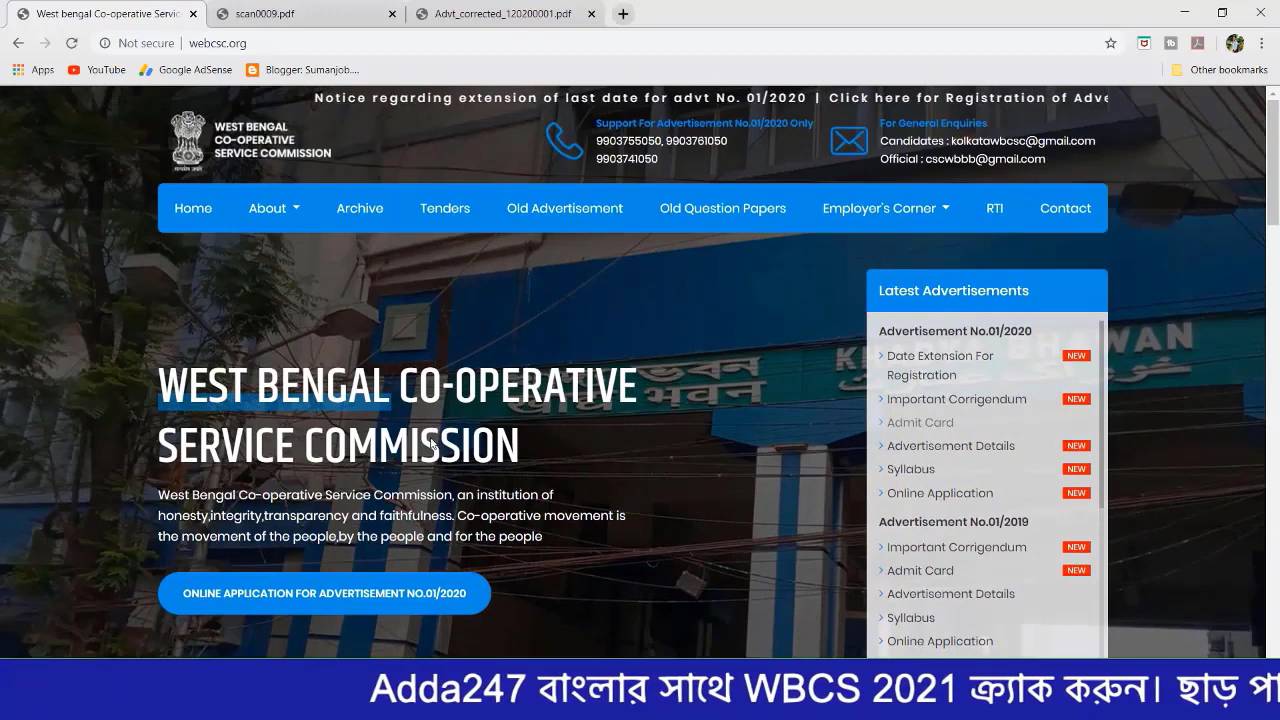 West bengal Co-operative Servic
scan0009.pdf
Advt_corrected_120200001.pdf
Not secure | webcsc.org
Apps
YouTube
Google AdSense
Blogger: Sumanjob....
Other bookmarks
Notice regarding extension of last date for advt No. 01/2020 | Click here for Registration of Adve
WEST BENGAL
CO-OPERATIVE
SERVICE COMMISSION
Support For Advertisement No.01/2020 Only
9903755050, 9903761050
9903741050
For General Enquiries
Candidates : kolkatawbcsc@gmail.com
Official : cscwbbb@gmail.com
Home
About
Archive
Tenders
Old Advertisement
Old Question Papers
Employer's Corner
RTI
Contact
WEST BENGAL CO-OPERATIVE
SERVICE COMMISSION
West Bengal Co-operative Service Commission, an institution of
honesty,integrity,transparency and faithfulness. Co-operative movement is
the movement of the people,by the people and for the people
ONLINE APPLICATION FOR ADVERTISEMENT NO.01/2020
Latest Advertisements
Advertisement No.01/2020
Date Extension For NEW
Registration
Important Corrigendum NEW
Admit Card
Advertisement Details NEW
Syllabus NEW
Online Application NEW
Advertisement No.01/2019
Important Corrigendum NEW
Admit Card NEW
Advertisement Details
Syllabus
Online Application
भवन
ভবন
BHAWAN
Adda247 বাংলার সাথে WBCS 2021 ক্র্যাক করুন। ছাড় পা